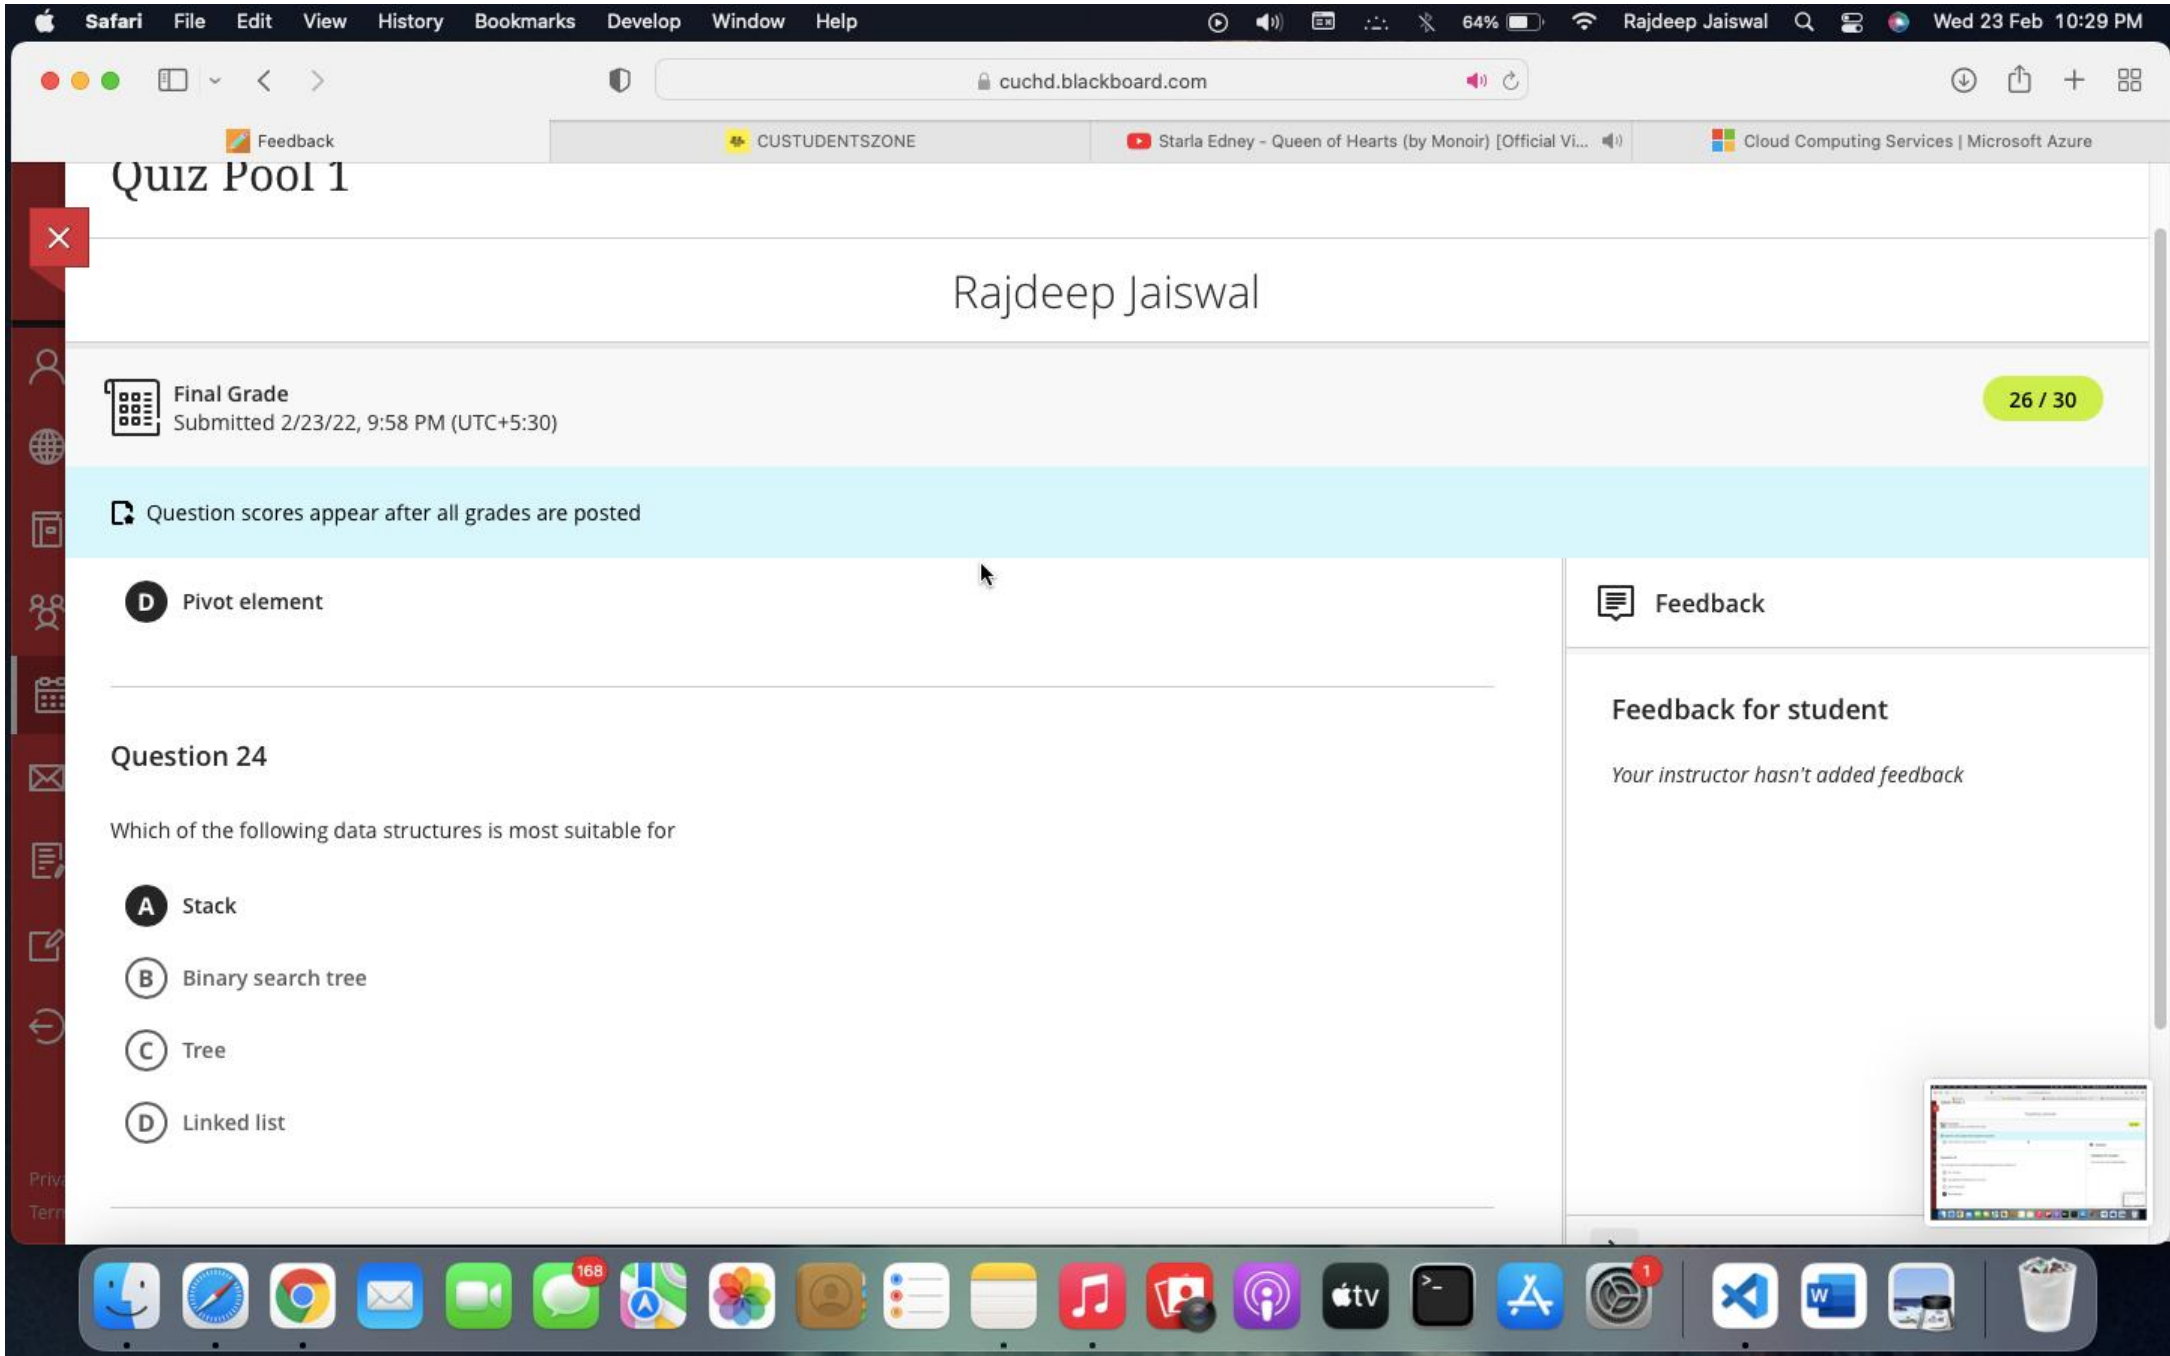 Safari File Edit View History Bookmarks Develop Window Help 64% Rajdeep Jaiswal Wed 23 Feb 10:29 PM
cuchd.blackboard.com
Feedback CUSTUDENTSZONE Starla Edney - Queen of Hearts (by Monoir) [Official Vi... Cloud Computing Services | Microsoft Azure
Quiz Pool 1
Rajdeep Jaiswal
Final Grade
Submitted 2/23/22, 9:58 PM (UTC+5:30)
26 / 30
Question scores appear after all grades are posted
D Pivot element
Feedback
Feedback for student
Your instructor hasn't added feedback
Question 24
Which of the following data structures is most suitable for
A Stack
B Binary search tree
C Tree
D Linked list
Priva
Term
168
tv
>_
1
W